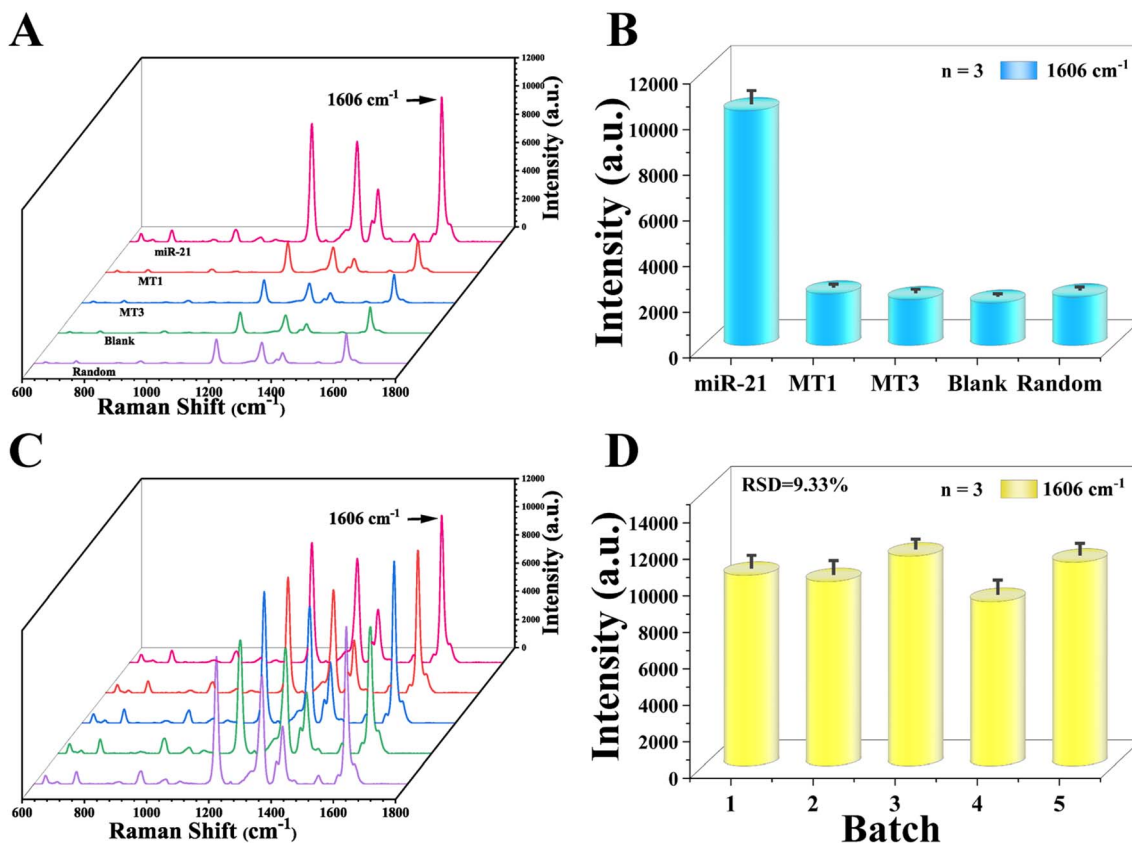 A
1606 cm⁻¹
12000
10000
8000
6000
4000
2000
0
Intensity (a.u.)
miR-21
MT1
MT3
Blank
Random
600 800 1000 1200 1400 1600 1800
Raman Shift (cm⁻¹)
B
n = 3 1606 cm⁻¹
12000
10000
8000
6000
4000
2000
0
Intensity (a.u.)
miR-21 MT1 MT3 Blank Random
C
1606 cm⁻¹
12000
10000
8000
6000
4000
2000
0
Intensity (a.u.)
600 800 1000 1200 1400 1600 1800
Raman Shift (cm⁻¹)
D
RSD=9.33%
n = 3 1606 cm⁻¹
14000
12000
10000
8000
6000
4000
2000
0
Intensity (a.u.)
1 2 3 4 5
Batch